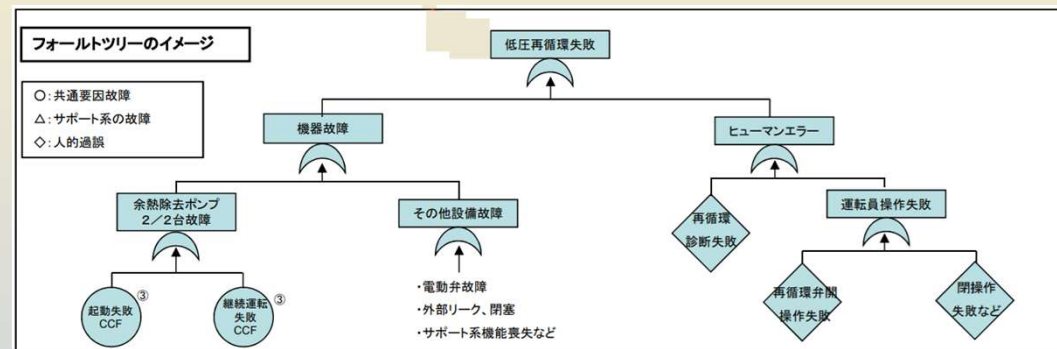 フォールトツリーのイメージ
○:共通要因故障
△:サポート系の故障
◇:人的過誤
低圧再循環失敗
機器故障
ヒューマンエラー
余熱除去ポンプ
2/2台故障
その他設備故障
再循環
診断失敗
運転員操作失敗
起動失敗
CCF
③
継続運転
失敗
CCF
③
・電動弁故障
・外部リーク、閉塞
・サポート系機能喪失など
再循環弁開
操作失敗
閉操作
失敗など